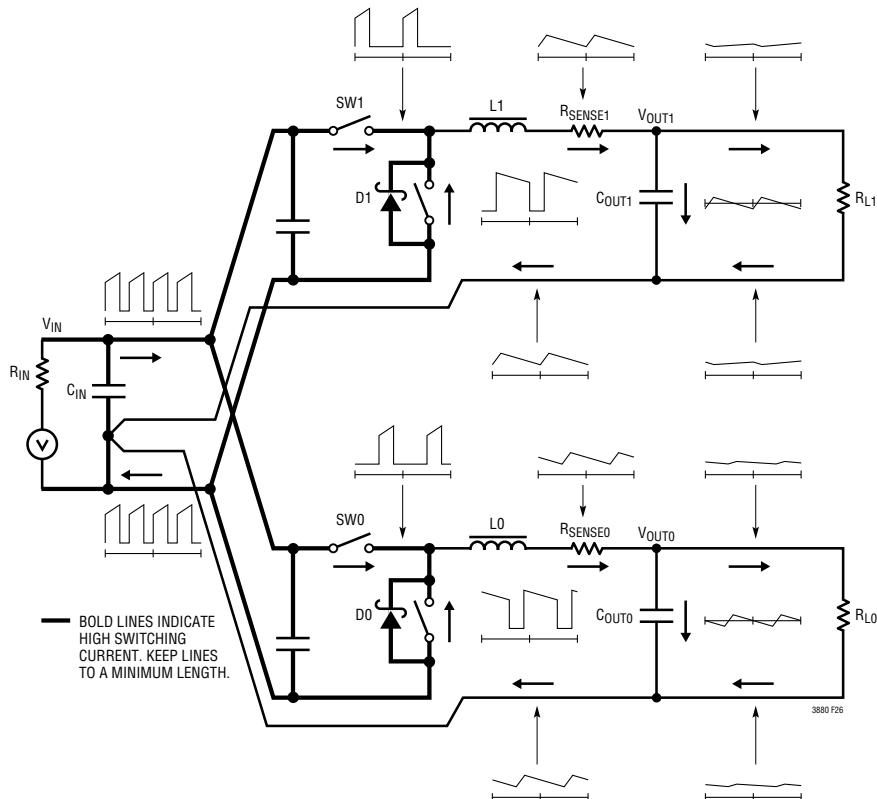 SW1
L1
RSENSE1
VOUT1
D1
COUT1
RL1
VIN
RIN
CIN
V
SW0
L0
RSENSE0
VOUT0
D0
COUT0
RL0
BOLD LINES INDICATE
HIGH SWITCHING
CURRENT. KEEP LINES
TO A MINIMUM LENGTH.
3880 F26